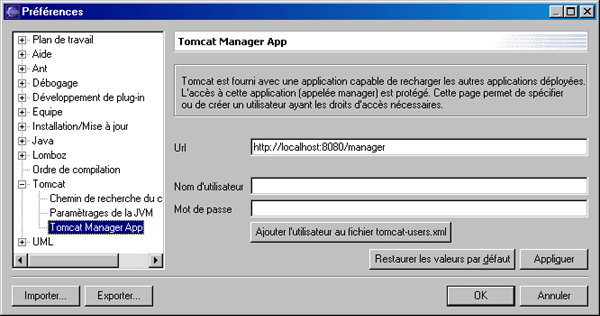 Préférences
Plan de travail
Aide
Ant
Débogage
Développement de plug-in
Equipe
Installation/Mise à jour
Java
Lomboz
Ordre de compilation
Tomcat
Chemin de recherche du c
Paramétrages de la JVM
Tomcat Manager App
UML
Tomcat Manager App
Tomcat est fourni avec une application capable de recharger les autres applications déployées.
L'accès à cette application (appelée manager) est protégé. Cette page permet de spécifier
ou de créer un utilisateur ayant les droits d'accès nécessaires.
Url http://localhost:8080/manager
Nom d'utilisateur
Mot de passe
Ajouter l'utilisateur au fichier tomcat-users.xml
Restaurer les valeurs par défaut Appliquer
Importer... Exporter... OK Annuler